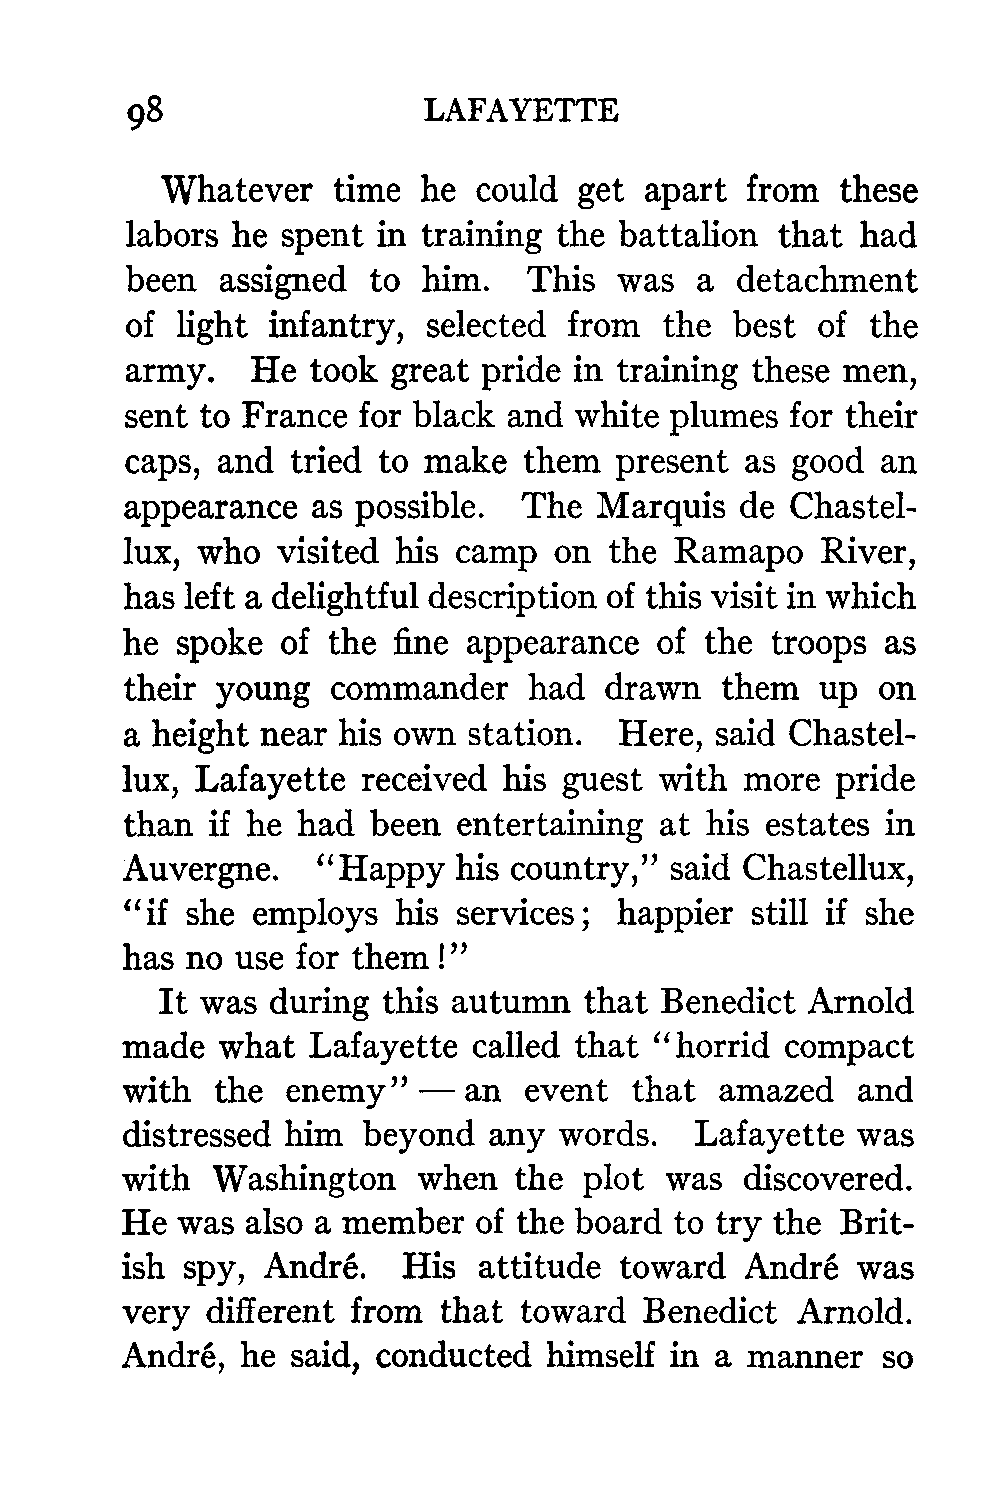 98 LAFAYETTE
Whatever time he could get apart from these
labors he spent in training the battalion that had
been assigned to him. This was a detachment
of light infantry, selected from the best of the
army. He took great pride in training these men,
sent to France for black and white plumes for their
caps, and tried to make them present as good an
appearance as possible. The Marquis de Chastel-
lux, who visited his camp on the Ramapo River,
has left a delightful description of this visit in which
he spoke of the fine appearance of the troops as
their young commander had drawn them up on
a height near his own station. Here, said Chastel-
lux, Lafayette received his guest with more pride
than if he had been entertaining at his estates in
Auvergne. "Happy his country," said Chastellux,
"if she employs his services; happier still if she
has no use for them!"
It was during this autumn that Benedict Arnold
made what Lafayette called that "horrid compact
with the enemy" — an event that amazed and
distressed him beyond any words. Lafayette was
with Washington when the plot was discovered.
He was also a member of the board to try the Brit-
ish spy, André. His attitude toward André was
very different from that toward Benedict Arnold.
André, he said, conducted himself in a manner so